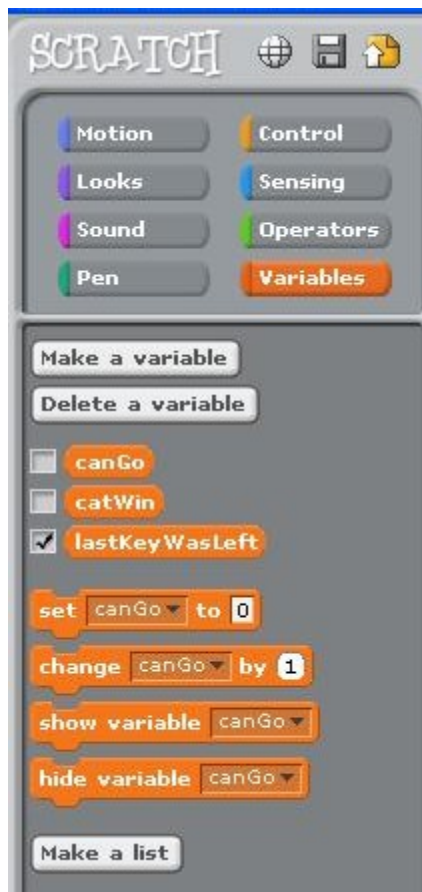 SCRATCH
Motion Control
Looks Sensing
Sound Operators
Pen Variables
Make a variable
Delete a variable
canGo
catWin
lastKeyWasLeft
set canGo to 0
change canGo by 1
show variable canGo
hide variable canGo
Make a list